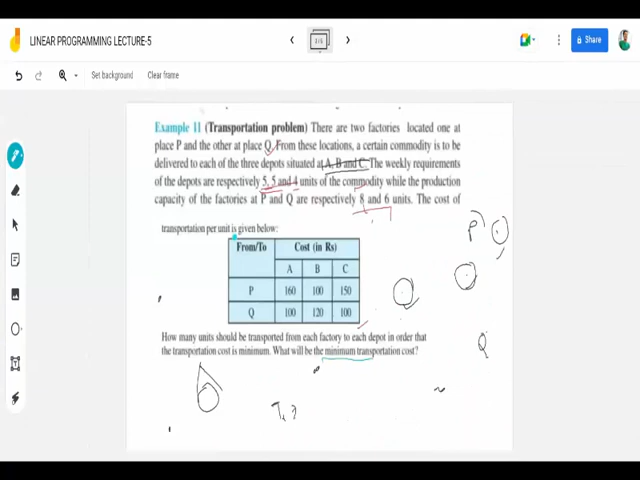 LINEAR PROGRAMMING LECTURE-5
Share
Set background
Clear frame
Example 11 (Transportation problem) There are two factories located one at
place P and the other at place Q. From these locations, a certain commodity is to be
delivered to each of the three depots situated at A, B and C. The weekly requirements
of the depots are respectively 5, 5 and 4 units of the commodity while the production
capacity of the factories at P and Q are respectively 8 and 6 units. The cost of
transportation per unit is given below:
From/To Cost (in Rs)
A B C
P 160 100 150
Q 100 120 100
How many units should be transported from each factory to each depot in order that
the transportation cost is minimum. What will be the minimum transportation cost?
P
Q